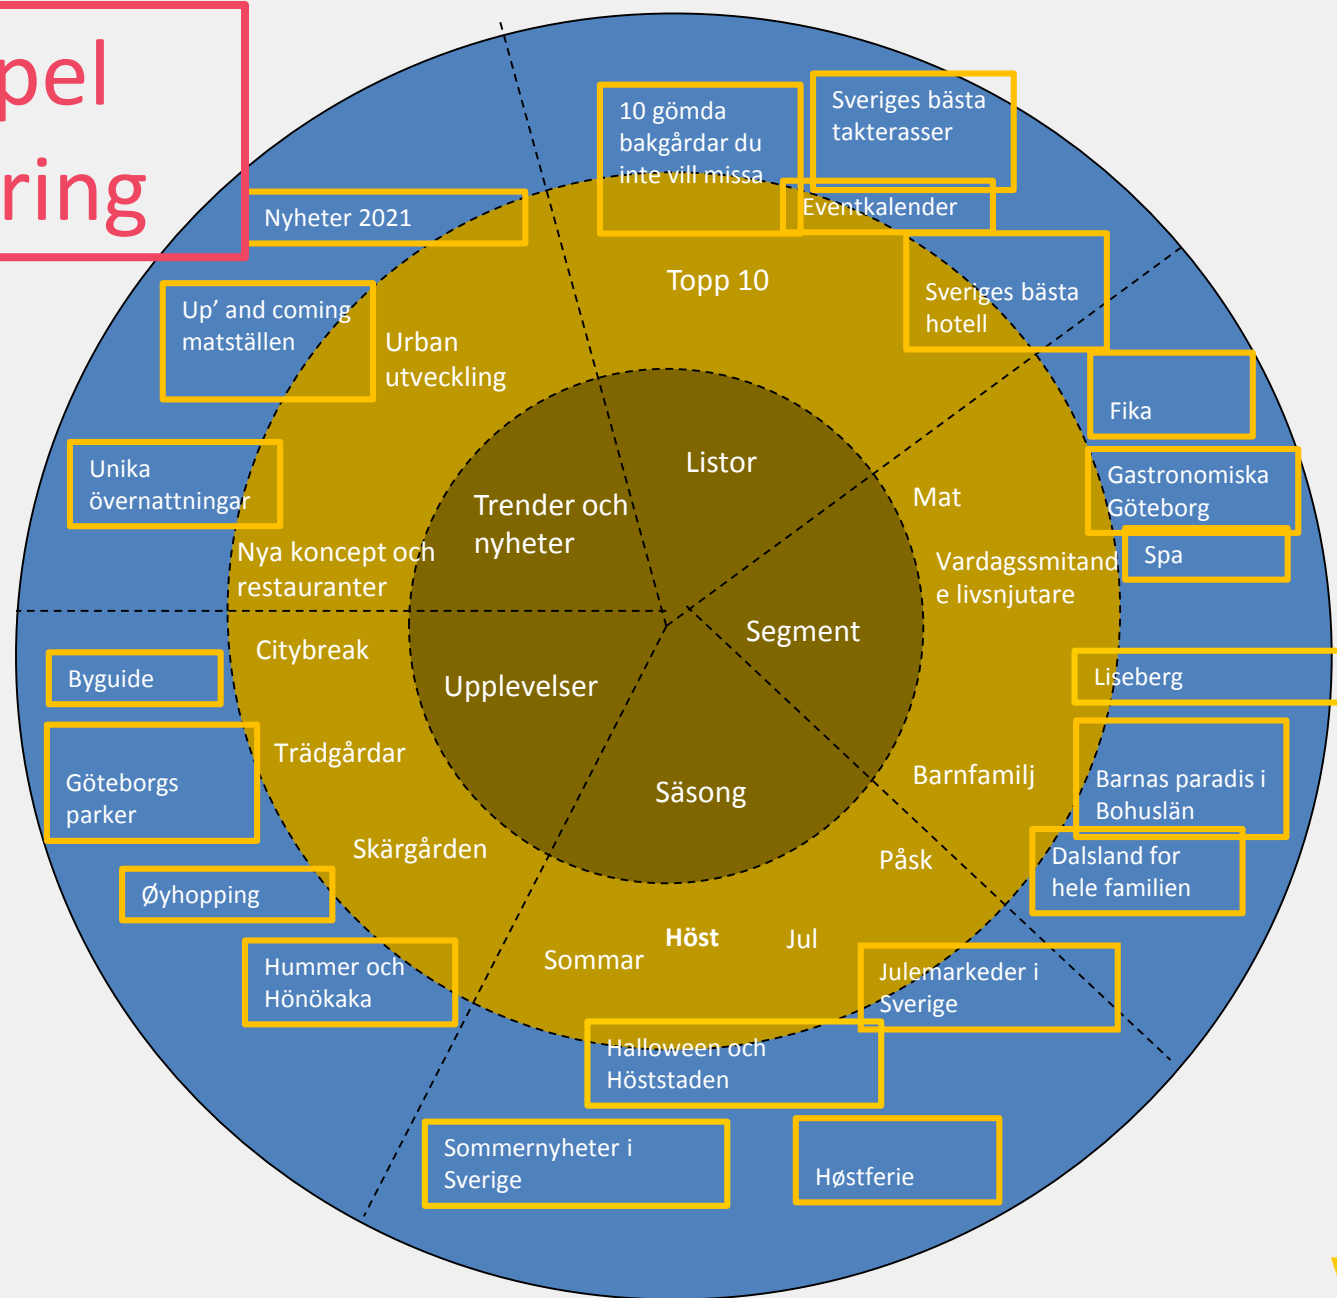 pel
ring
10 gömda
bakgårdar du
inte vill missa
Sveriges bästa
takterasser
Eventkalender
Nyheter 2021
Topp 10
Sveriges bästa
hotell
Up’ and coming
matställen
Urban
utveckling
Fika
Listor
Unika
övernattningar
Trender och
nyheter
Mat
Gastronomiska
Göteborg
Nya koncept och
restauranter
Vardagssmitand
e livsnjutare
Spa
Citybreak
Segment
Byguide
Upplevelser
Liseberg
Trädgårdar
Göteborgs
parker
Säsong
Barnfamilj
Barnas paradis i
Bohuslän
Skärgården
Påsk
Dalsland for
hele familien
Øyhopping
Sommar
Höst
Jul
Hummer och
Hönökaka
Julemarkeder i
Sverige
Halloween och
Höststaden
Sommernyheter i
Sverige
Høstferie